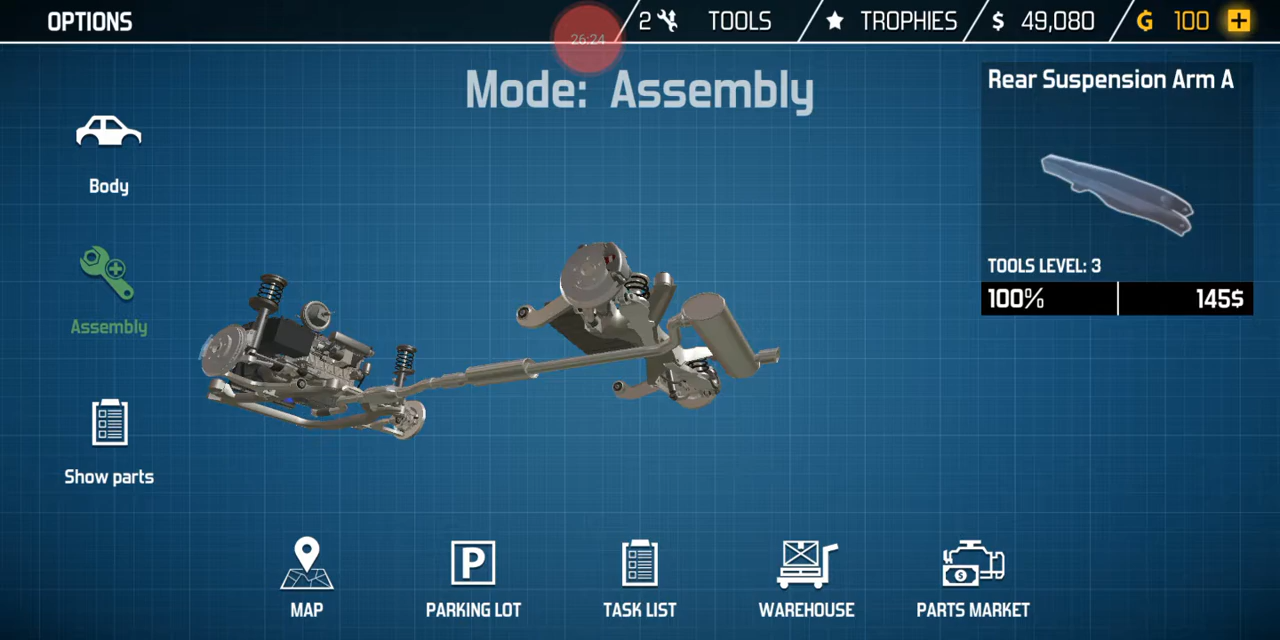 OPTIONS
26:24
2
TOOLS
TROPHIES
$ 49,080
G 100
Mode: Assembly
Rear Suspension Arm A
TOOLS LEVEL: 3
100%
145$
Body
Assembly
Show parts
MAP
P
PARKING LOT
TASK LIST
WAREHOUSE
$
PARTS MARKET